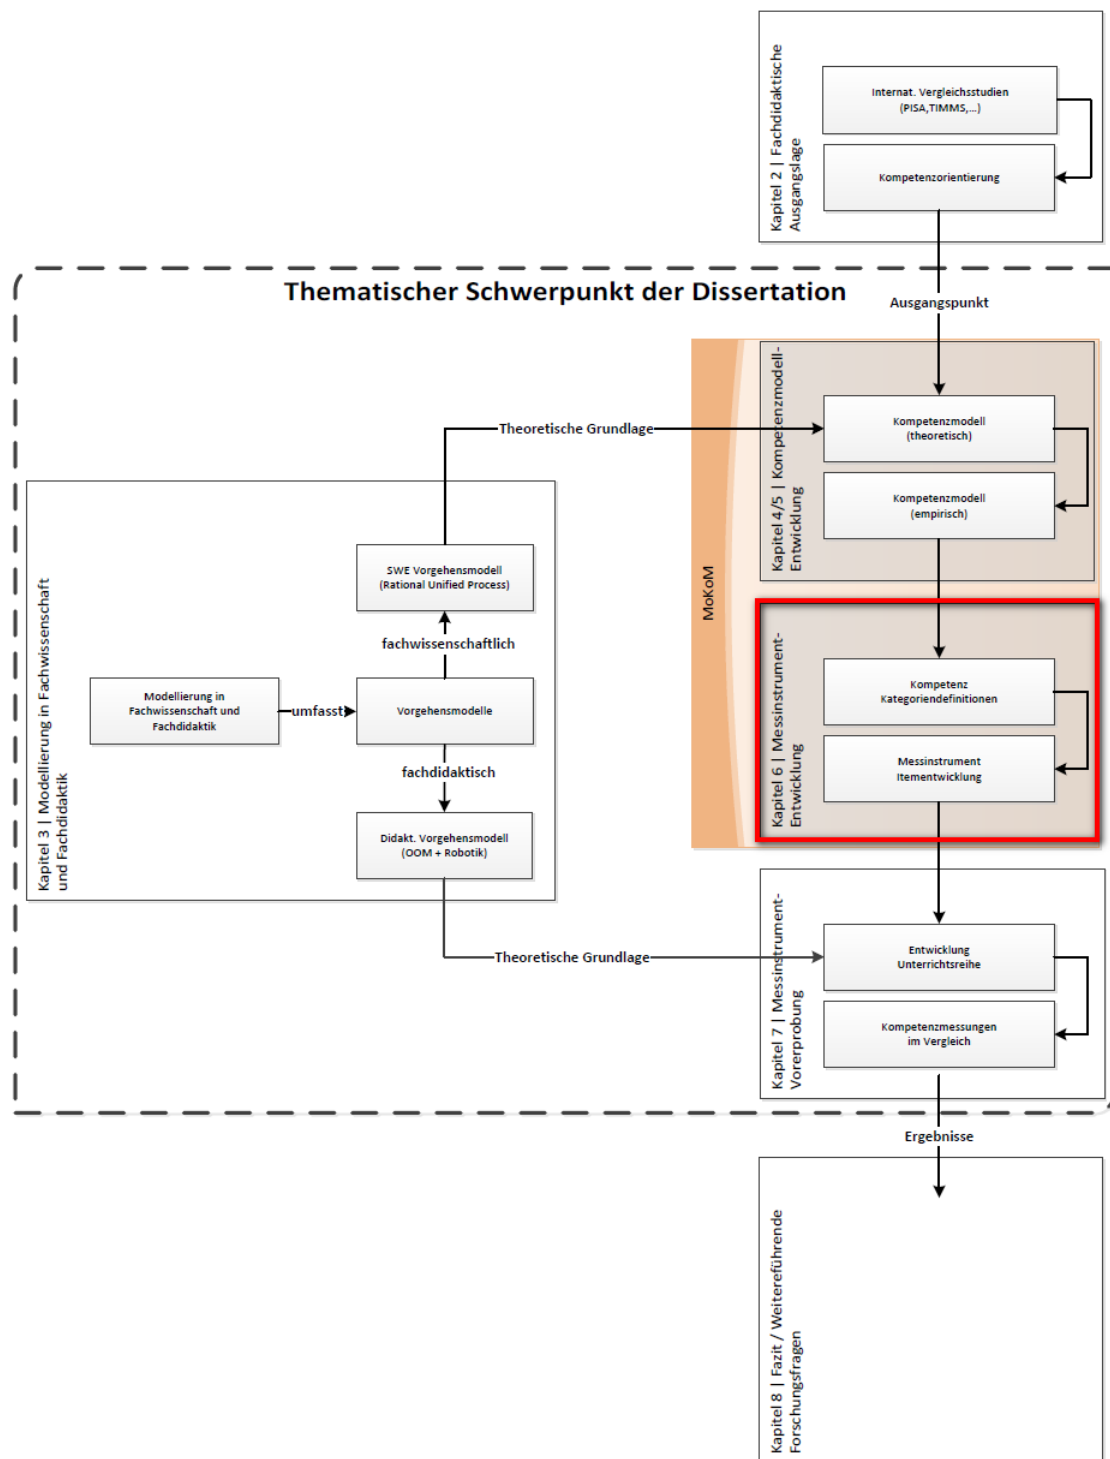 Kapitel 2 | Fachdidaktische
Ausgangslage
Internat. Vergleichsstudien
(PISA,TIMMS,...)
Kompetenzorientierung
Thematischer Schwerpunkt der Dissertation
Ausgangspunkt
MoKoM
Kapitel 4/5 | Kompetenzmodell-
Entwicklung
Kompetenzmodell
(theoretisch)
Kompetenzmodell
(empirisch)
Theoretische Grundlage
Kapitel 3 | Modellierung in Fachwissenschaft
und Fachdidaktik
SWE Vorgehensmodell
(Rational Unified Process)
fachwissenschaftlich
Modellierung in
Fachwissenschaft und
Fachdidaktik
umfasst
Vorgehensmodelle
fachdidaktisch
Didakt. Vorgehensmodell
(OOM + Robotik)
Kapitel 6 | Messinstrument-
Entwicklung
Kompetenz
Kategoriendefinitionen
Messinstrument
Itementwicklung
Theoretische Grundlage
Kapitel 7 | Messinstrument-
Vorerprobung
Entwicklung
Unterrichtsreihe
Kompetenzmessungen
im Vergleich
Ergebnisse
Kapitel 8 | Fazit / Weitereführende
Forschungsfragen